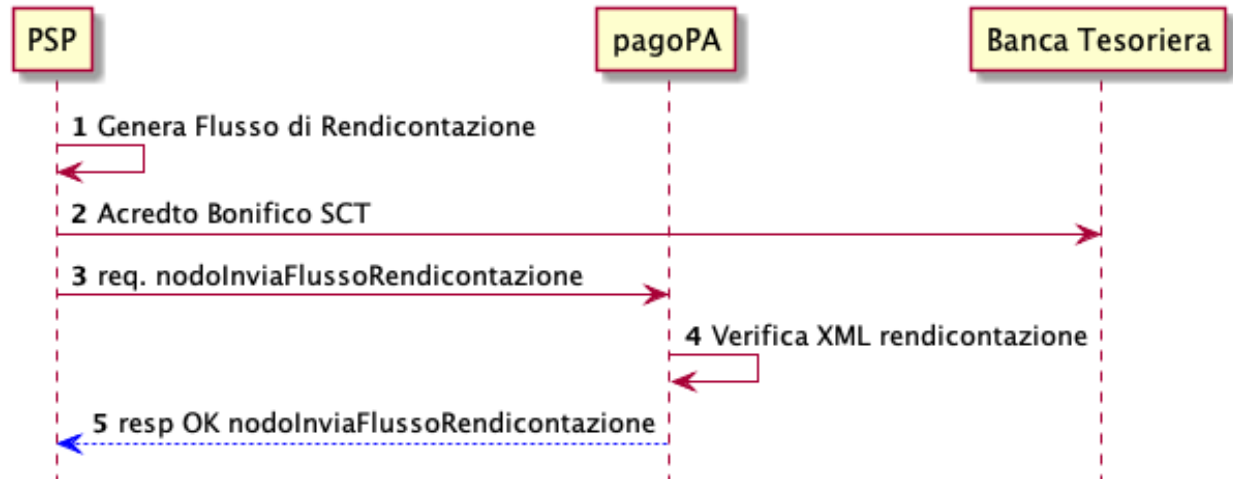 PSP
pagoPA
Banca Tesoriera
1 Genera Flusso di Rendicontazione
2 Acredto Bonifico SCT
3 req. nodoInviaFlussoRendicontazione
4 Verifica XML rendicontazione
5 resp OK nodoInviaFlussoRendicontazione